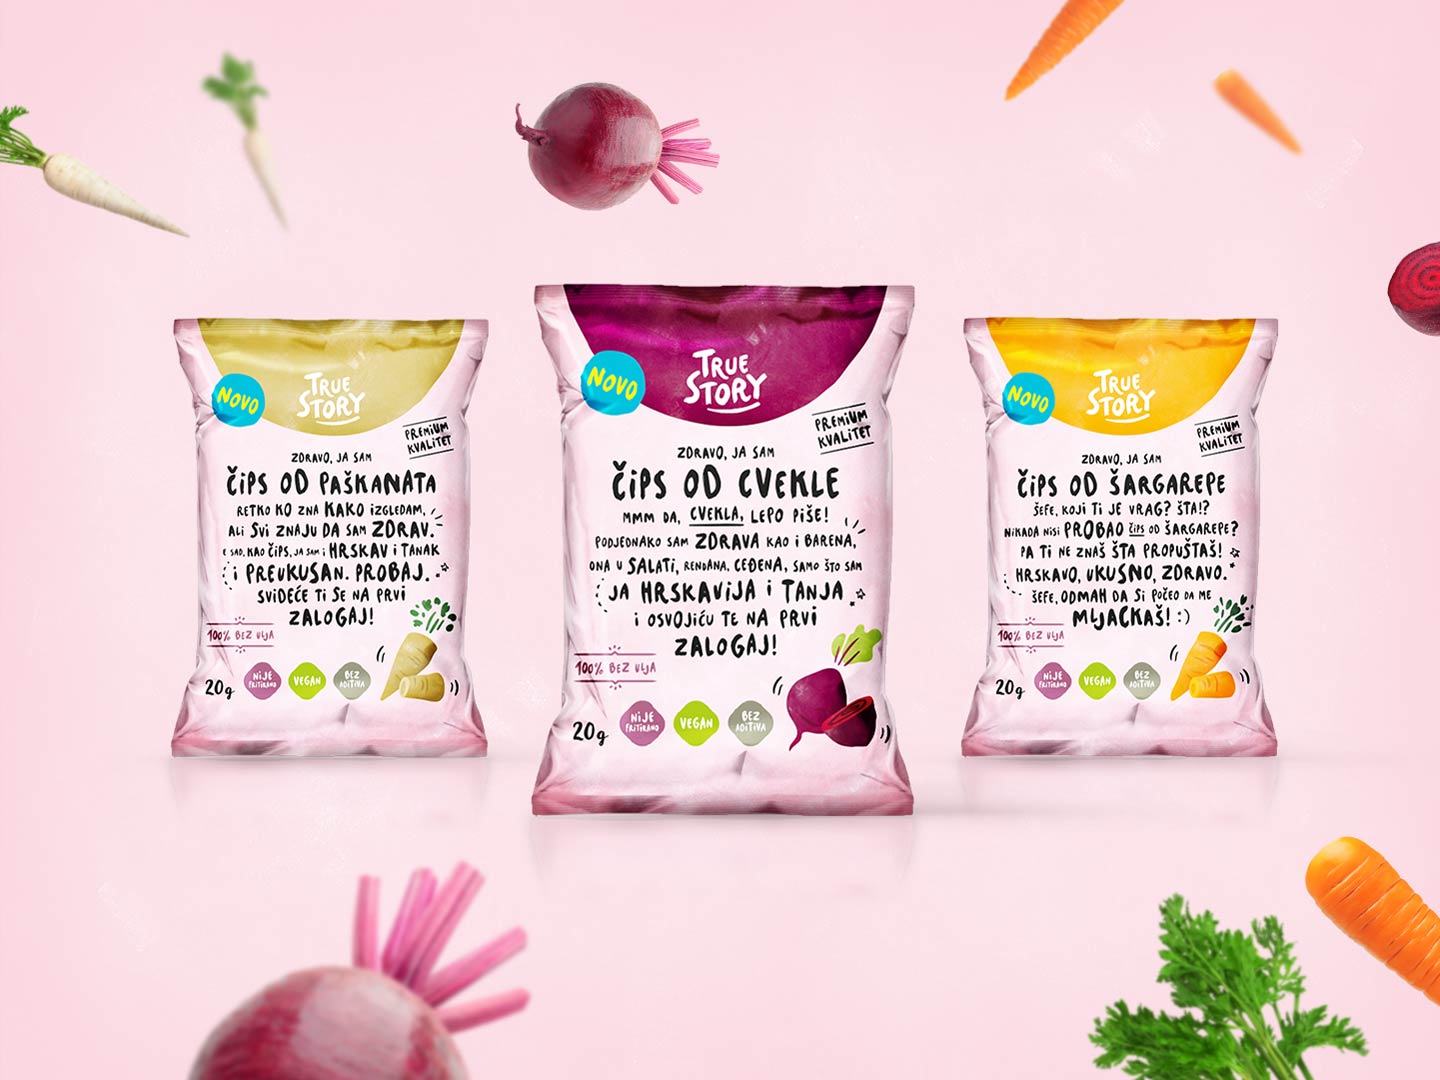 NOVO
TRUE
STORY
PREMIUM
KVALITET
ZDRAVO, JA SAM
ČIPS OD PAŠKANATA
RETKO KO ZNA KAKO IZGLEDAM,
ALI SVI ZNAJU DA SAM ZDRAV.
E SAD, KAO ČIPS, JA SAM I HRSKAV I TANAK
I PREUKUSAN. PROBAJ.
SVIDEĆE TI SE NA PRVI
ZALOGAJ!
100% BEZ ULJA
20g
NIJE
FRITIRANO
VEGAN
BEZ
ADITIVA
NOVO
TRUE
STORY
PREMIUM
KVALITET
ZDRAVO, JA SAM
ČIPS OD CVEKLE
MMM DA, CVEKLA, LEPO PIŠE!
PODJEDNAKO SAM ZDRAVA KAO I BARENA,
ONA U SALATI, RENDANA, CEĐENA, SAMO ŠTO SAM
JA HRSKAVIJA I TANJA
I OSVOJIĆU TE NA PRVI
ZALOGAJ!
100% BEZ ULJA
20g
NIJE
FRITIRANO
VEGAN
BEZ
ADITIVA
NOVO
TRUE
STORY
PREMIUM
KVALITET
ZDRAVO, JA SAM
ČIPS OD ŠARGAREPE
ŠEFE, KOJI TI JE VRAG? ŠTA!?
NIKADA NISI PROBAO ČIPS OD ŠARGAREPE?
PA TI NE ZNAŠ ŠTA PROPUŠTAŠ!
HRSKAVO, UKUSNO, ZDRAVO.
ŠEFE, ODMAH DA SI POČEO DA ME
MLJACKAŠ! :)
100% BEZ ULJA
20g
NIJE
FRITIRANO
VEGAN
BEZ
ADITIVA